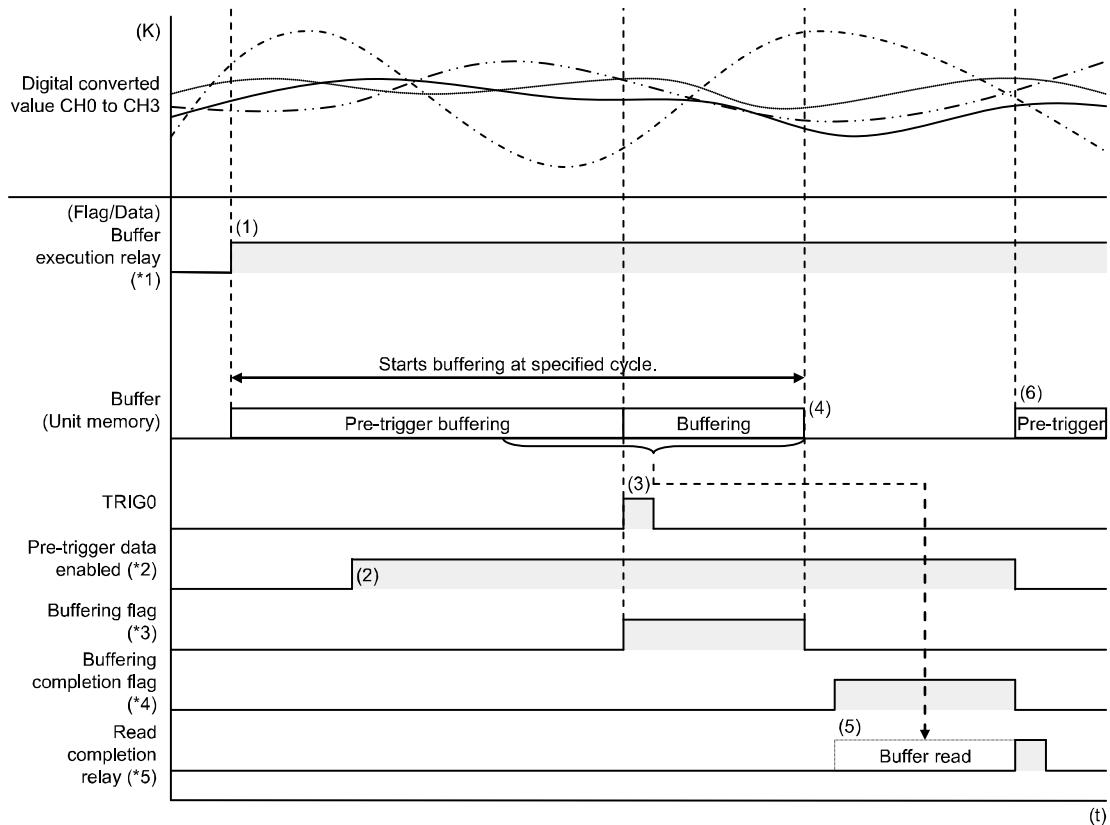 (K)
Digital converted
value CH0 to CH3
(Flag/Data)
Buffer
execution relay
(*1)
(1)
Starts buffering at specified cycle.
Buffer
(Unit memory)
Pre-trigger buffering
Buffering
(4)
(6)
Pre-trigger
TRIG0
(3)
Pre-trigger data
enabled (*2)
(2)
Buffering flag
(*3)
Buffering
completion flag
(*4)
Read
completion
relay (*5)
(5)
Buffer read
(t)